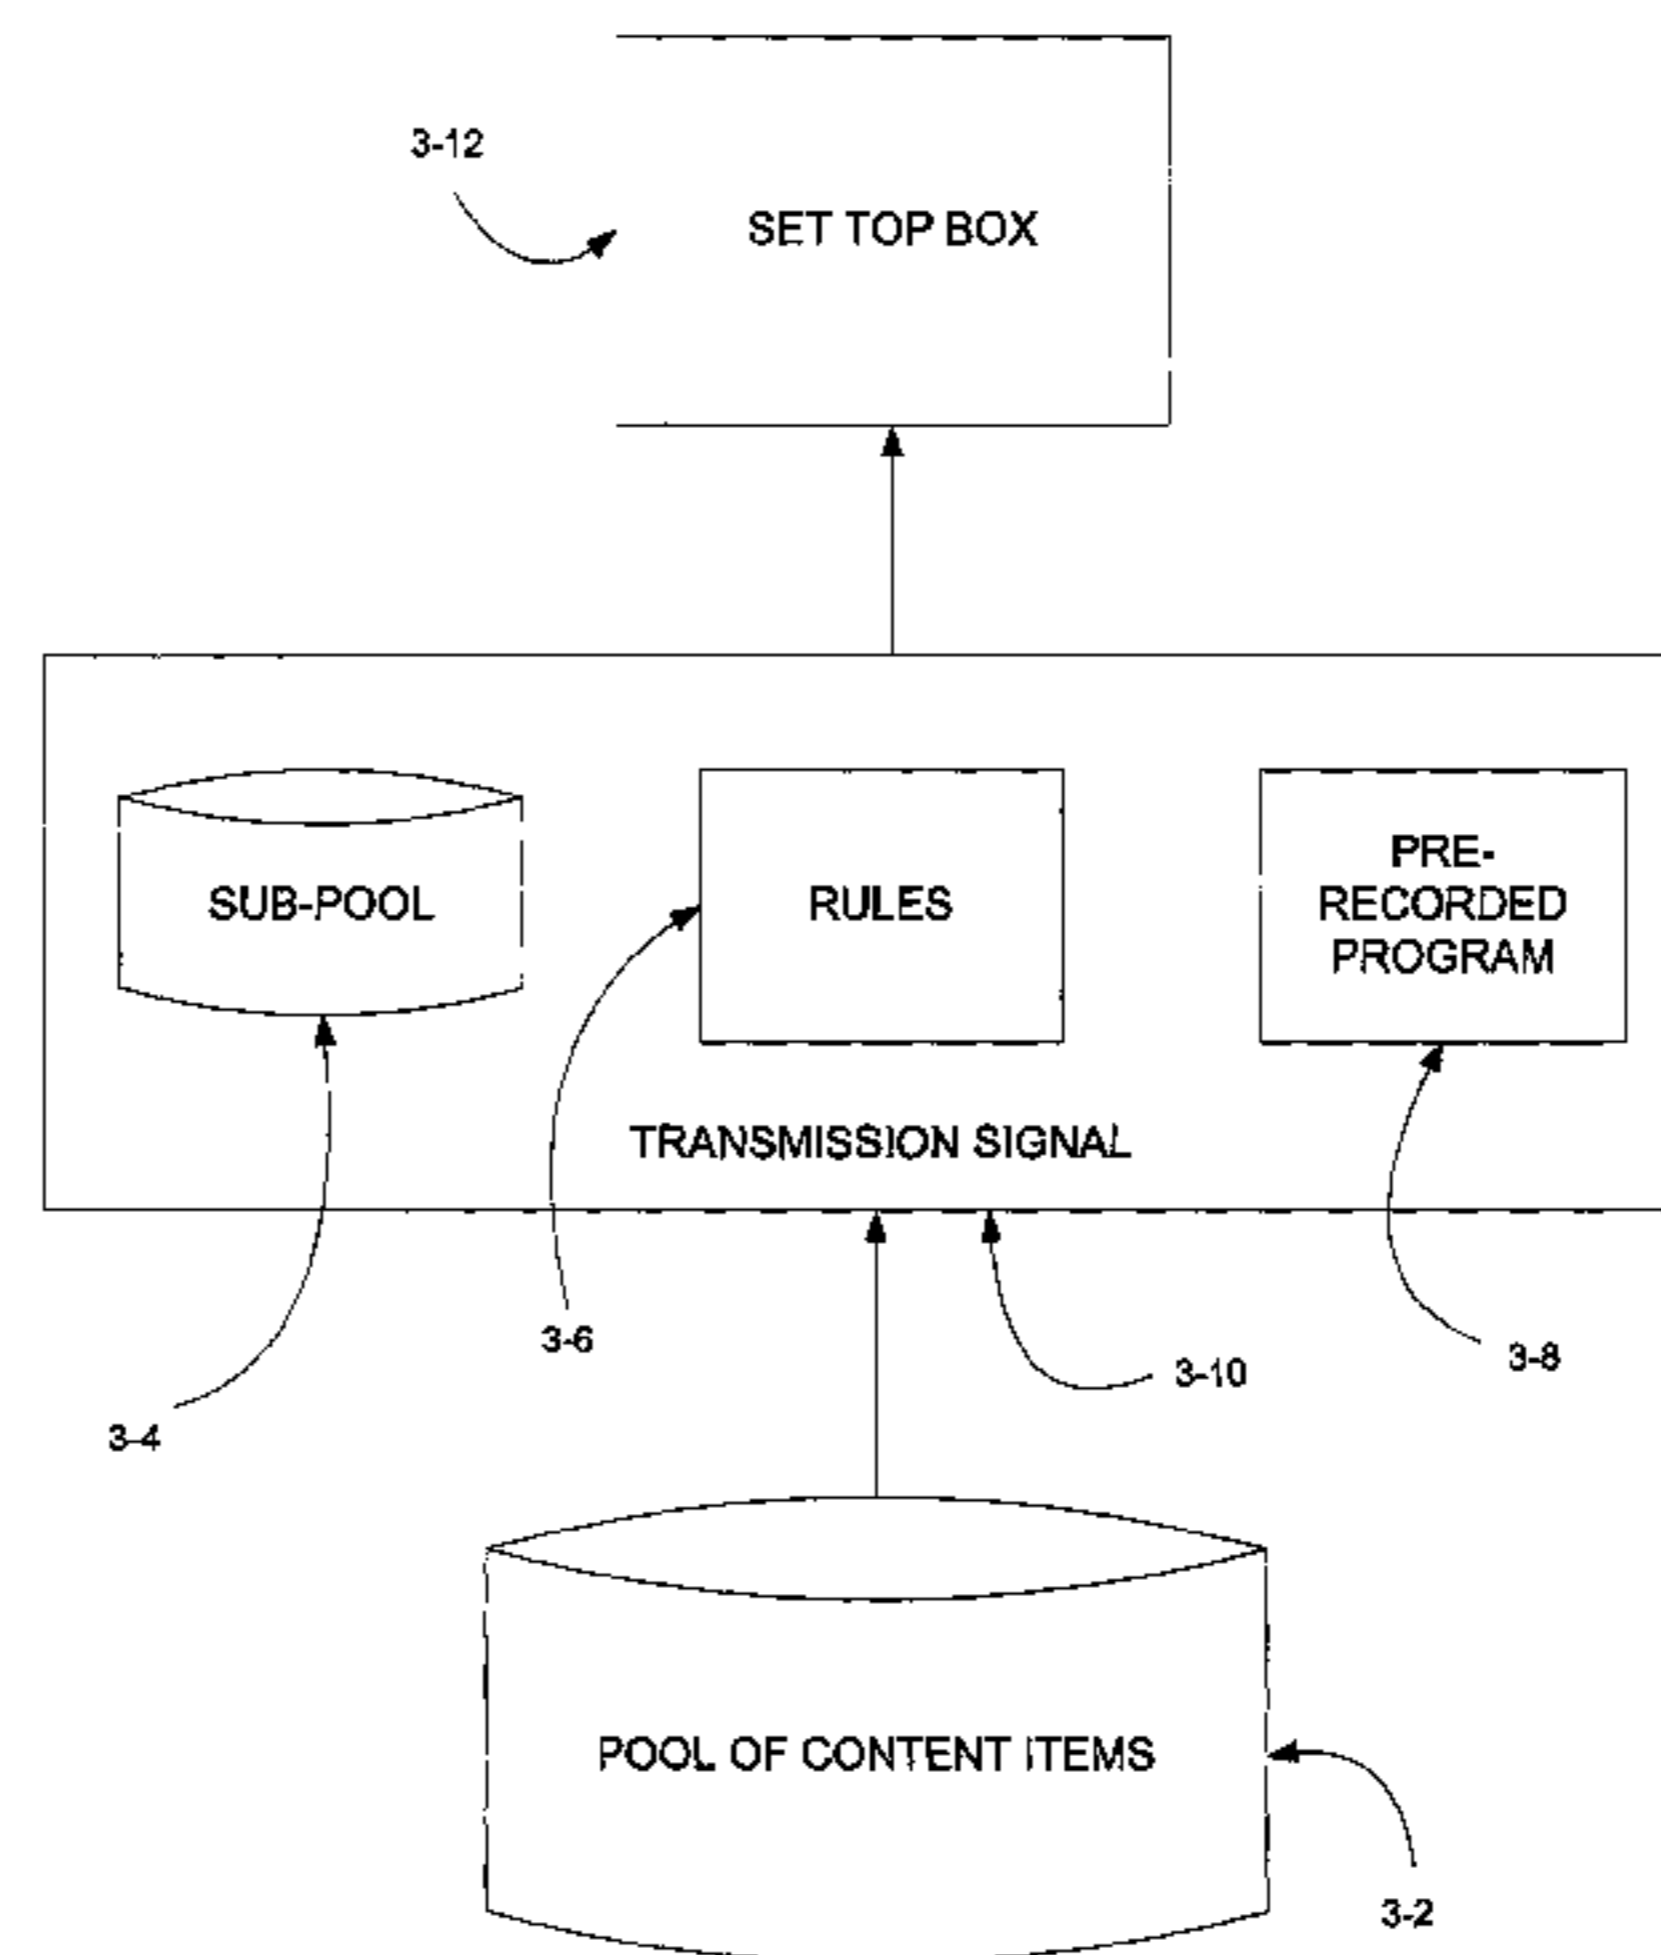 3-12
SET TOP BOX
SUB-POOL
RULES
PRE-
RECORDED
PROGRAM
TRANSMISSION SIGNAL
3-6
3-8
3-10
3-4
POOL OF CONTENT ITEMS
3-2